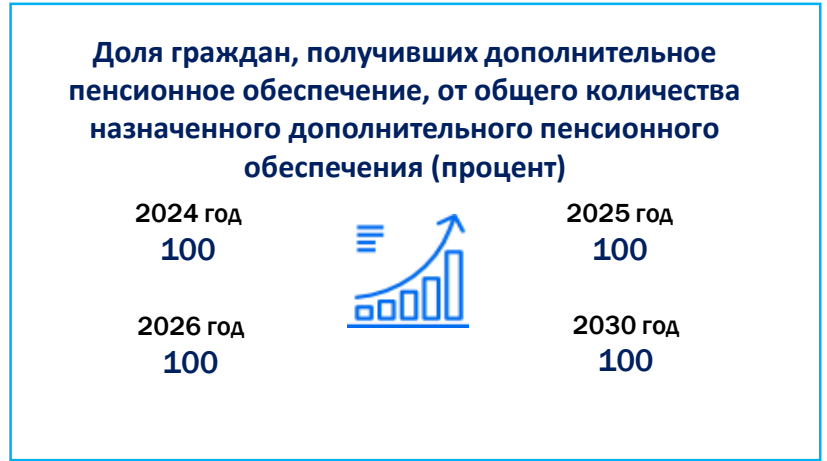 Доля граждан, получивших дополнительное
пенсионное обеспечение, от общего количества
назначенного дополнительного пенсионного
обеспечения (процент)
2024 год
100
2025 год
100
2026 год
100
2030 год
100